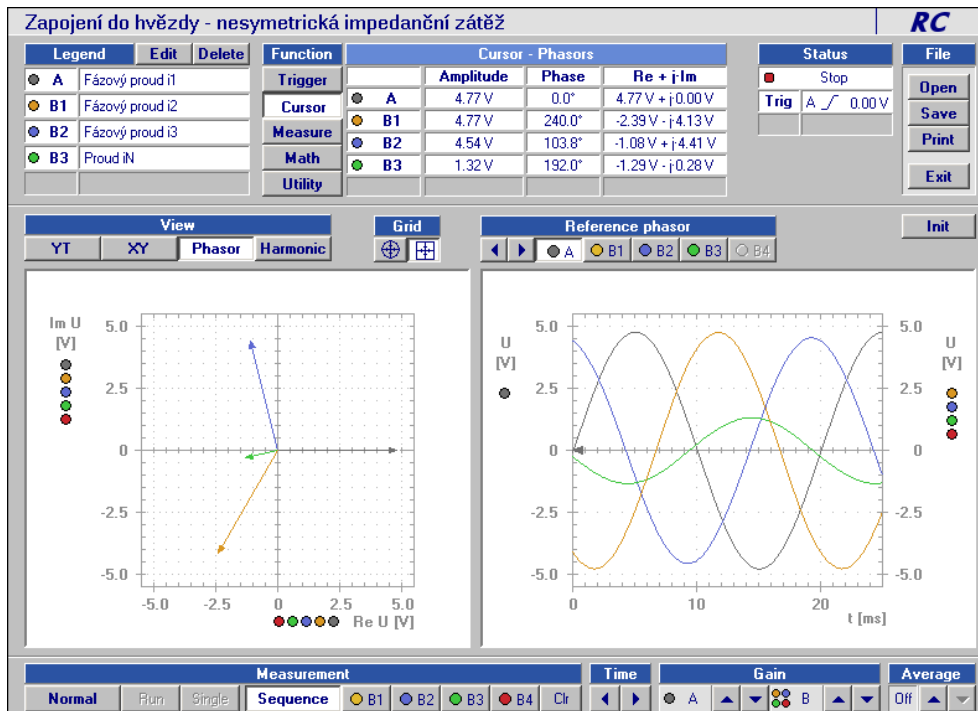 Zapojení do hvězdy - nesymetrická impedanční zátěž
RC
Legend Edit Delete
A Fázový proud i1
B1 Fázový proud i2
B2 Fázový proud i3
B3 Proud iN
Function
Trigger
Cursor
Measure
Math
Utility
Cursor - Phasors
Amplitude Phase Re + j·Im
A 4.77 V 0.0° 4.77 V + j·0.00 V
B1 4.77 V 240.0° -2.39 V - j·4.13 V
B2 4.54 V 103.8° -1.08 V + j·4.41 V
B3 1.32 V 192.0° -1.29 V - j·0.28 V
Status
Stop
Trig A 0.00 V
File
Open
Save
Print
Exit
View
YT XY Phasor Harmonic
Grid
Reference phasor
A B1 B2 B3 B4
Init
Im U
[V]
5.0
2.5
0
-2.5
-5.0
-5.0 -2.5 0 2.5 5.0
Re U [V]
U
[V]
5.0
2.5
0
-2.5
-5.0
0 10 20
t [ms]
5.0
2.5
0
-2.5
-5.0
U
[V]
Measurement
Normal Run Single Sequence B1 B2 B3 B4 Clr
Time
Gain
A B
Average
Off